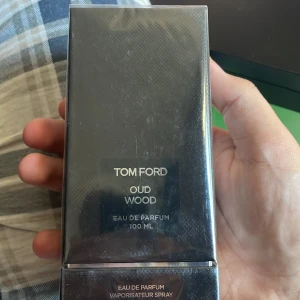 TOM FORD
OUD
WOOD
EAU DE PARFUM
100 ML
EAU DE PARFUM
VAPORISATEUR SPRAY